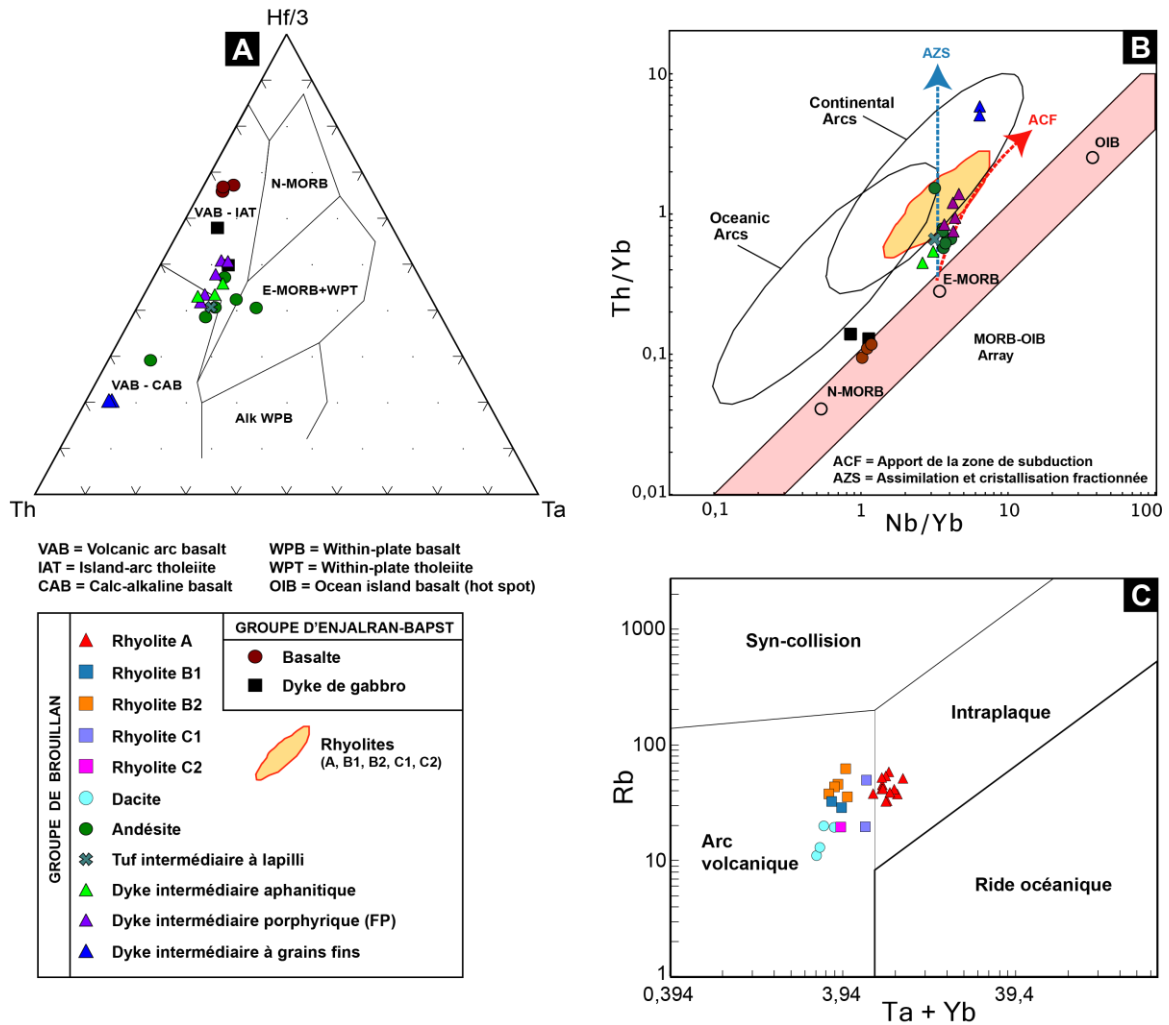 A
Hf/3
N-MORB
VAB - IAT
E-MORB+WPT
VAB - CAB
Alk WPB
Th
Ta
B
AZS
Continental
Arcs
ACF
OIB
Oceanic
Arcs
E-MORB
MORB-OIB
Array
N-MORB
ACF = Apport de la zone de subduction
AZS = Assimilation et cristallisation fractionnée
10
1
0,1
0,01
Th/Yb
0,1
1
10
100
Nb/Yb
VAB = Volcanic arc basalt
IAT = Island-arc tholeiite
CAB = Calc-alkaline basalt
WPB = Within-plate basalt
WPT = Within-plate tholeiite
OIB = Ocean island basalt (hot spot)
GROUPE DE BROUILLAN
Rhyolite A
Rhyolite B1
Rhyolite B2
Rhyolite C1
Rhyolite C2
Dacite
Andésite
Tuf intermédiaire à lapilli
Dyke intermédiaire aphanitique
Dyke intermédiaire porphyrique (FP)
Dyke intermédiaire à grains fins
GROUPE D'ENJALRAN-BAPST
Basalte
Dyke de gabbro
Rhyolites
(A, B1, B2, C1, C2)
C
Syn-collision
Intraplaque
Arc
volcanique
Ride océanique
1000
100
10
1
Rb
0,394
3,94
39,4
Ta + Yb